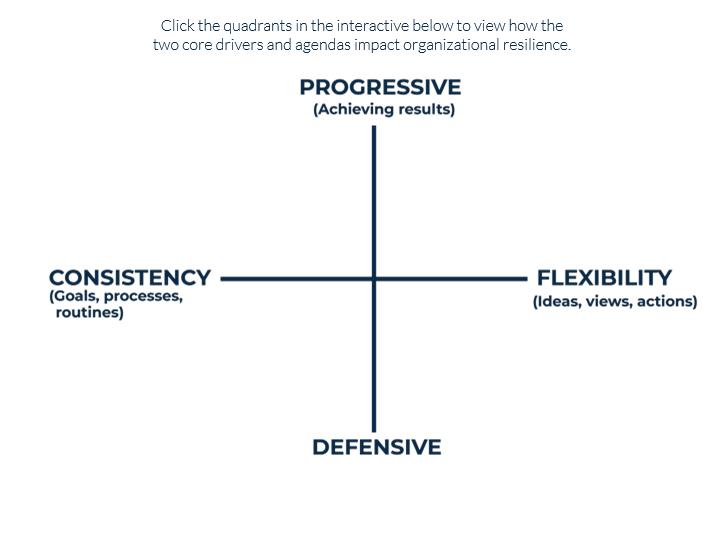 Click the quadrants in the interactive below to view how the
two core drivers and agendas impact organizational resilience.
PROGRESSIVE
(Achieving results)
CONSISTENCY
(Goals, processes,
routines)
FLEXIBILITY
(Ideas, views, actions)
DEFENSIVE